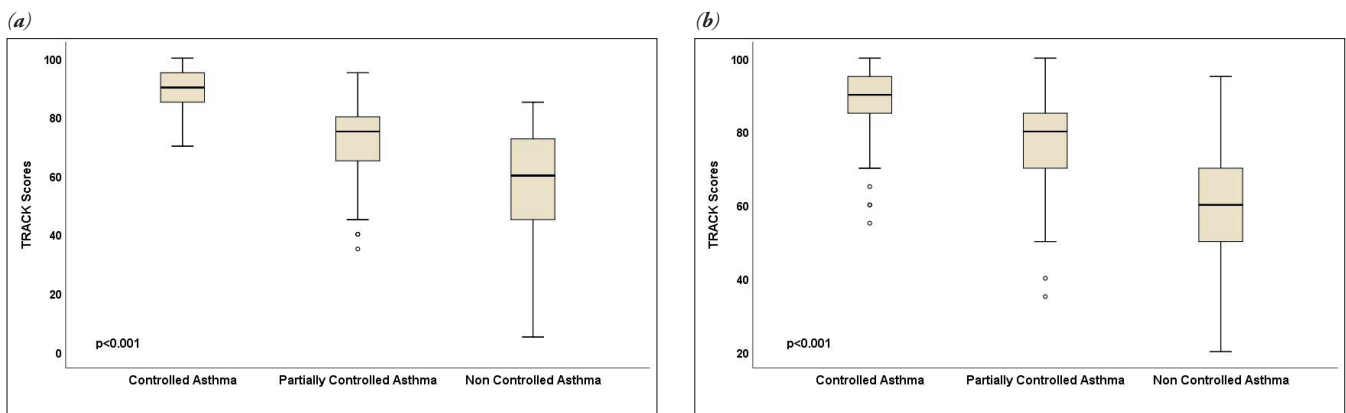 (a)
100
80
60
40
20
0
TRACK Scores
p<0.001
Controlled Asthma Partially Controlled Asthma Non Controlled Asthma
(b)
100
80
60
40
20
TRACK Scores
p<0.001
Controlled Asthma Partially Controlled Asthma Non Controlled Asthma